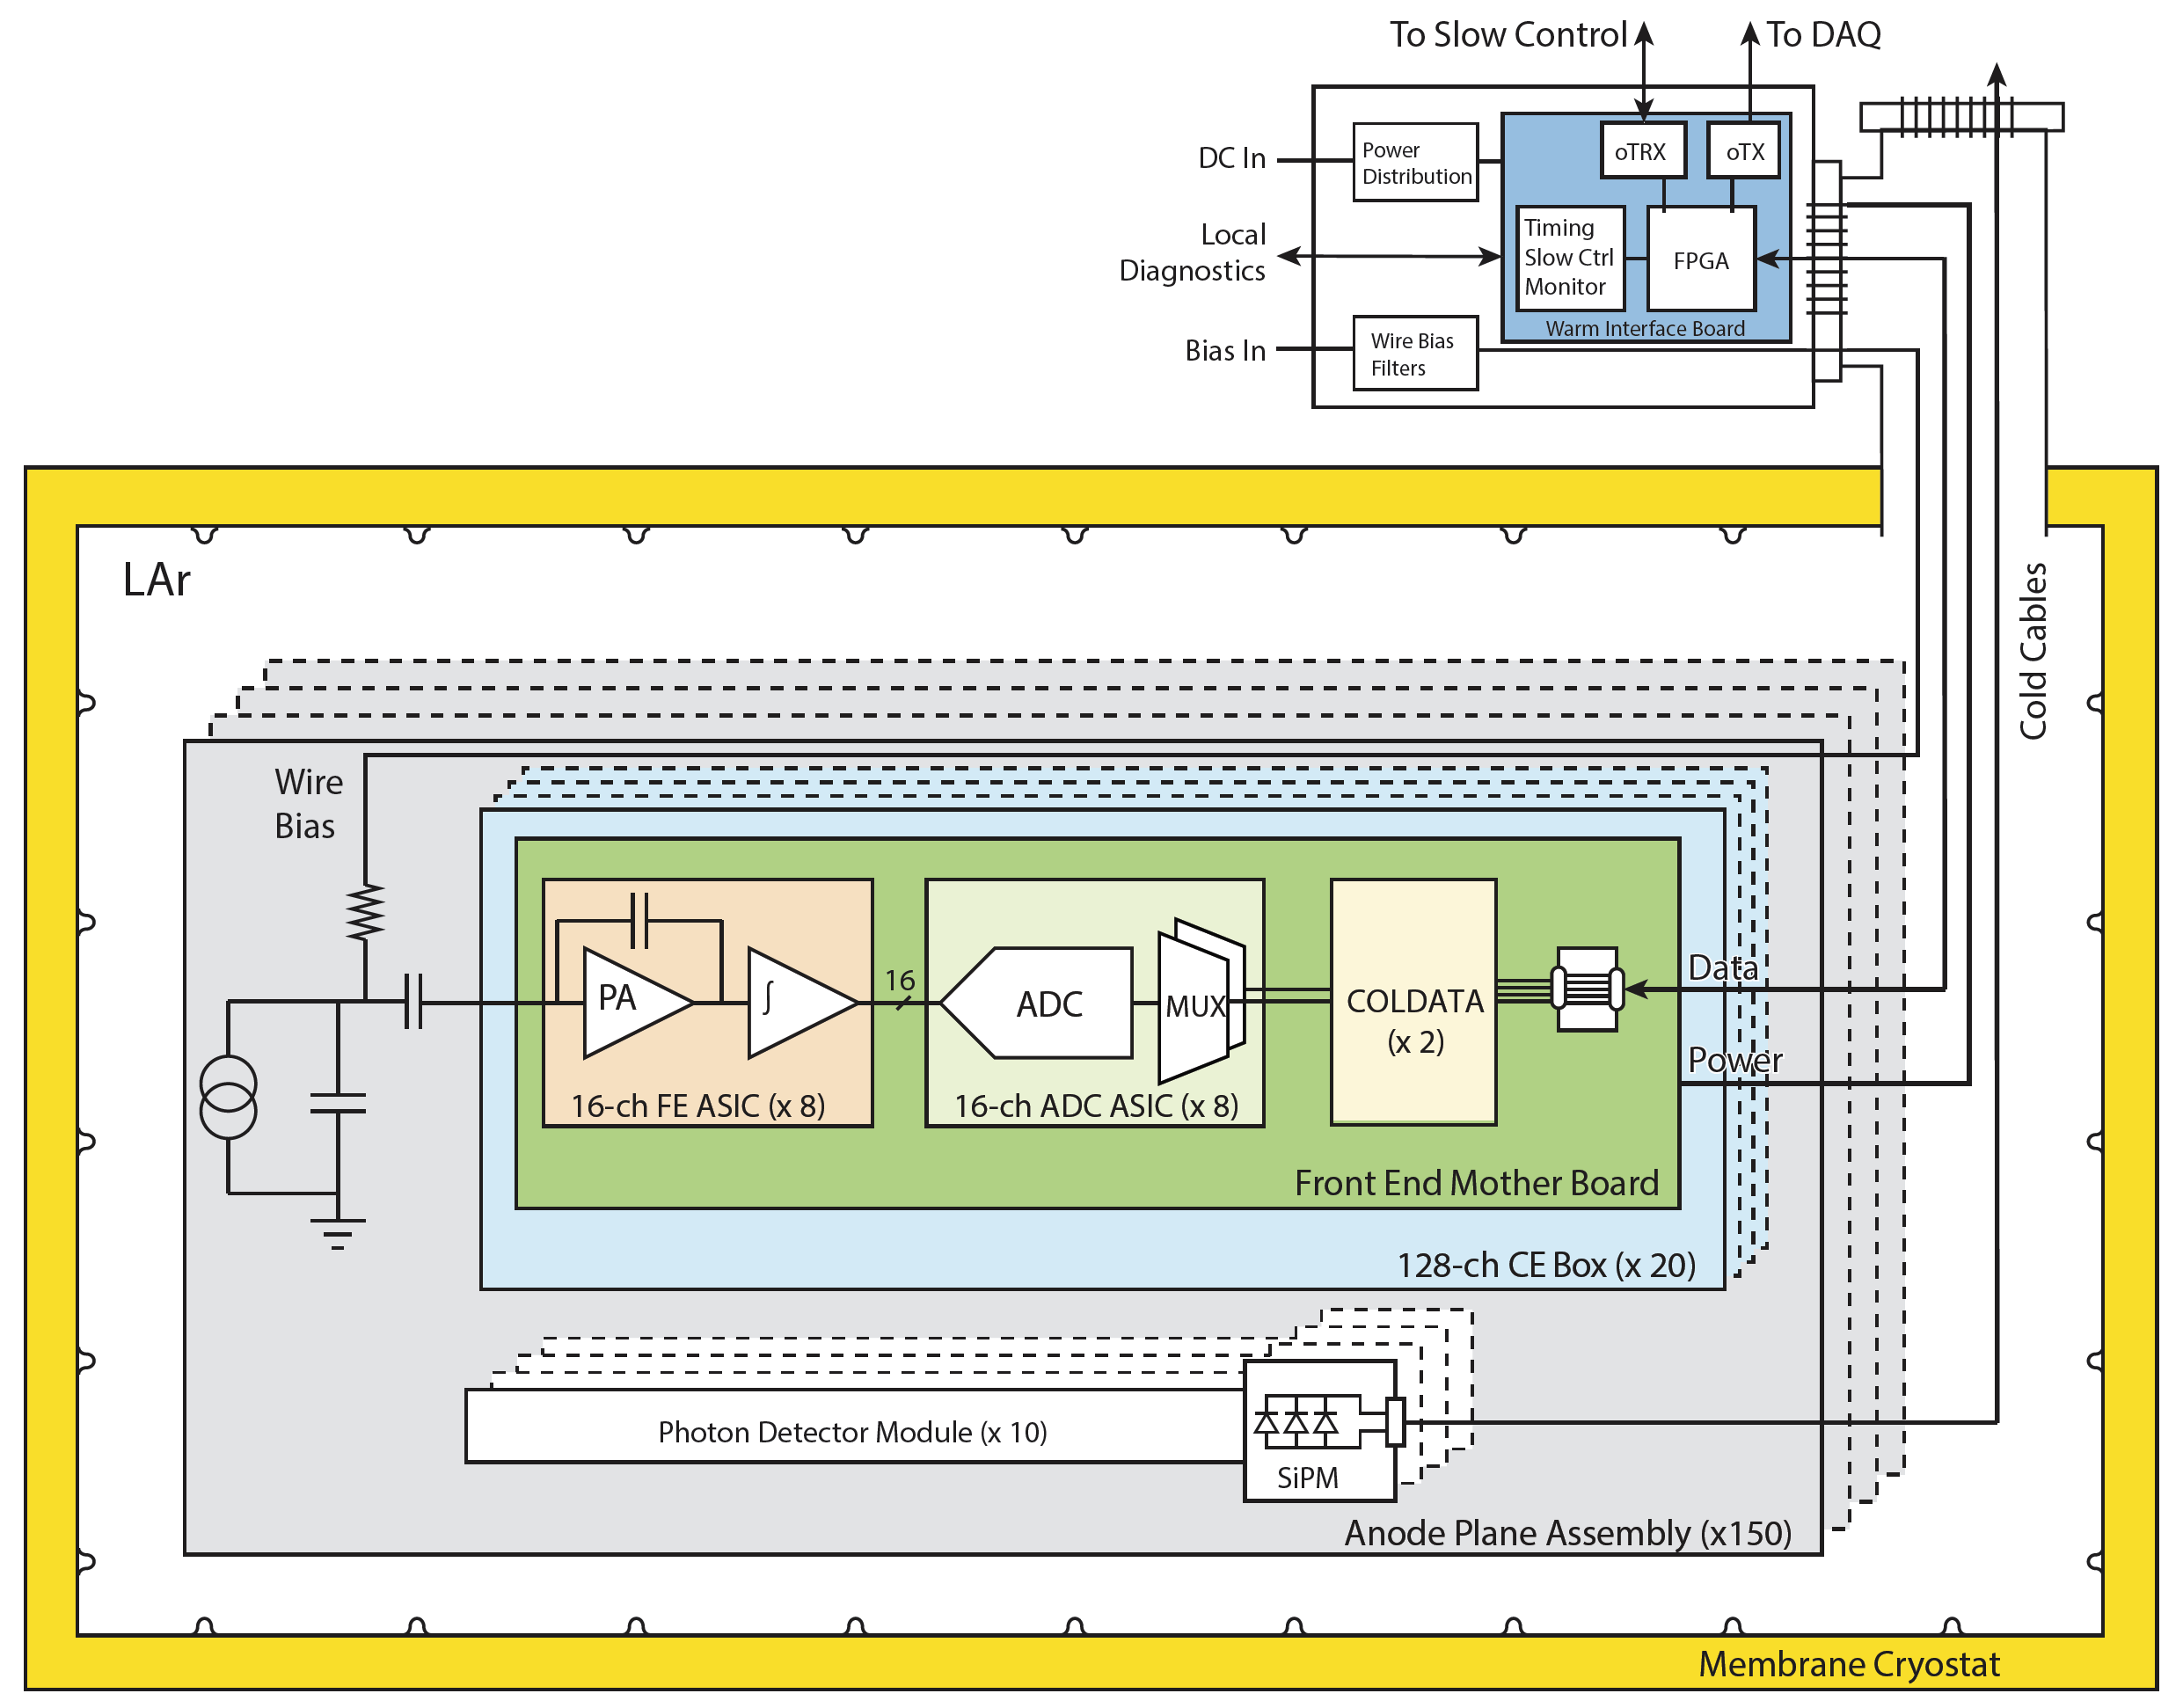 To Slow Control
To DAQ
DC In
Power
Distribution
oTRX
oTX
Local
Diagnostics
Timing
Slow Ctrl
Monitor
FPGA
Warm Interface Board
Bias In
Wire Bias
Filters
LAr
Cold Cables
Wire
Bias
PA
∫
16
ADC
MUX
COLDATA
(x 2)
Data
Power
16-ch FE ASIC (x 8)
16-ch ADC ASIC (x 8)
Front End Mother Board
128-ch CE Box (x 20)
Photon Detector Module (x 10)
SiPM
Anode Plane Assembly (x150)
Membrane Cryostat